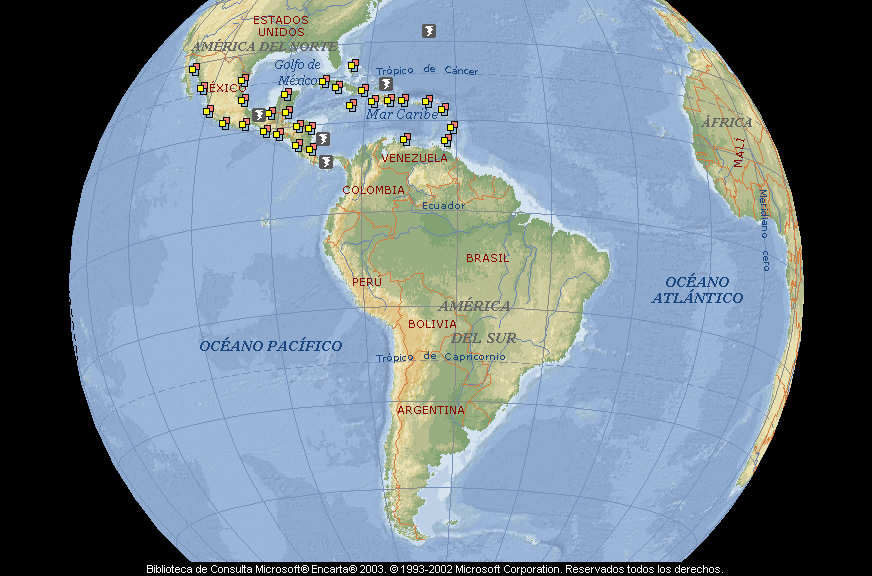 ESTADOS
UNIDOS
AMÉRICA DEL NORTE
Golfo de
México
Trópico de Cáncer
MÉXICO
Mar Caribe
ÁFRICA
MALI
VENEZUELA
COLOMBIA
Ecuador
Meridiano cero
BRASIL
PERÚ
OCÉANO
ATLÁNTICO
AMÉRICA
DEL SUR
BOLIVIA
OCÉANO PACÍFICO
Trópico de Capricornio
ARGENTINA
Biblioteca de Consulta Microsoft® Encarta® 2003. © 1993-2002 Microsoft Corporation. Reservados todos los derechos.